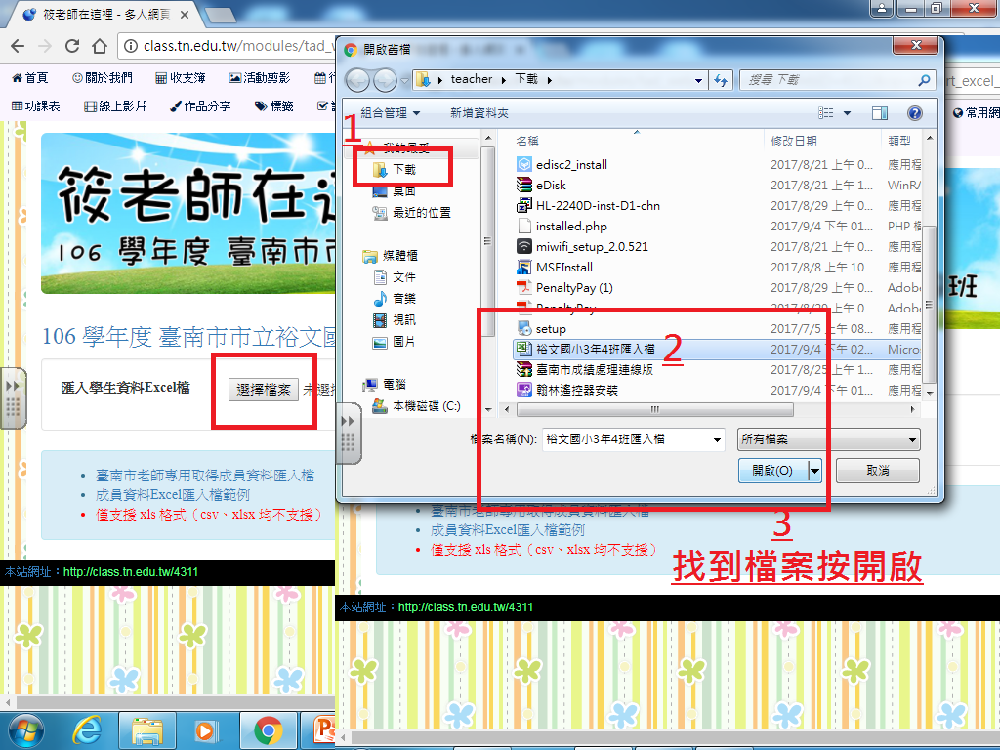 筱老師在這裡 - 多人網頁
class.tn.edu.tw/modules/tad_
首頁 關於我們 收支簿 活動剪影 行
功課表 線上影片 作品分享 標籤
筱老師在
106 學年度 臺南市市
106 學年度 臺南市市立裕文國
匯入學生資料Excel檔
選擇檔案 未選擇
臺南市老師專用取得成員資料匯入檔
成員資料Excel匯入檔範例
僅支援 xls 格式（csv、xlsx 均不支援）
本站網址：http://class.tn.edu.tw/4311
開啟舊檔
teacher 下載
搜尋 下載
rt_excel_
組合管理 新增資料夾
常用網
1
我的最愛
下載
桌面
最近的位置
媒體櫃
文件
音樂
視訊
圖片
電腦
本機磁碟 (C:)
名稱 修改日期 類型
edisc2_install 2017/8/21 上午 0... 應用程
eDisk 2017/8/21 上午 1... WinRA
HL-2240D-inst-D1-chn 2017/8/29 上午 0... 應用程
installed.php 2017/9/4 下午 01... PHP 檔
miwifi_setup_2.0.521 2017/8/21 上午 0... 應用程
MSEInstall 2017/8/8 上午 10... 應用程
PenaltyPay (1) 2017/8/29 上午 0... Adobe
PenaltyPay 2017/8/29 上午 0... Adobe
setup 2017/7/5 上午 08... 應用程
裕文國小3年4班匯入檔 2017/9/4 下午 02... Micros
臺南市成績處理連線版 2017/8/25 上午 1... 應用程
翰林遙控器安裝 2017/8/29 上午 0... 應用程
2
檔案名稱(N): 裕文國小3年4班匯入檔 所有檔案
開啟(O) 取消
班
臺南市老師專用取得成員資料匯入檔
成員資料Excel匯入檔範例
僅支援 xls 格式（csv、xlsx 均不支援）
3
找到檔案按開啟
本站網址：http://class.tn.edu.tw/4311